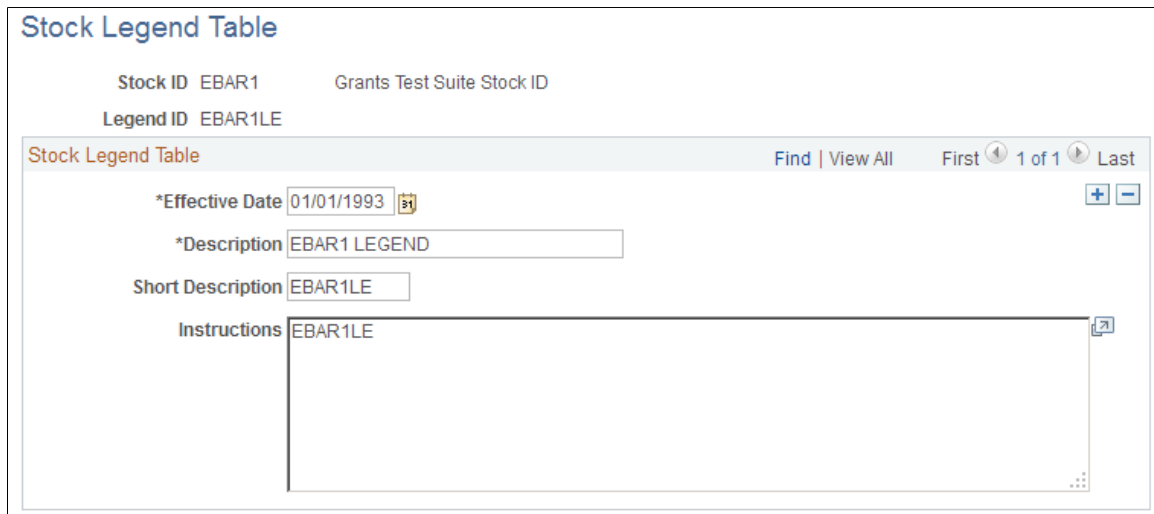 Stock Legend Table
Stock ID EBAR1 Grants Test Suite Stock ID
Legend ID EBAR1LE
Stock Legend Table Find | View All First 1 of 1 Last
*Effective Date 01/01/1993 31
*Description EBAR1 LEGEND
Short Description EBAR1LE
Instructions EBAR1LE